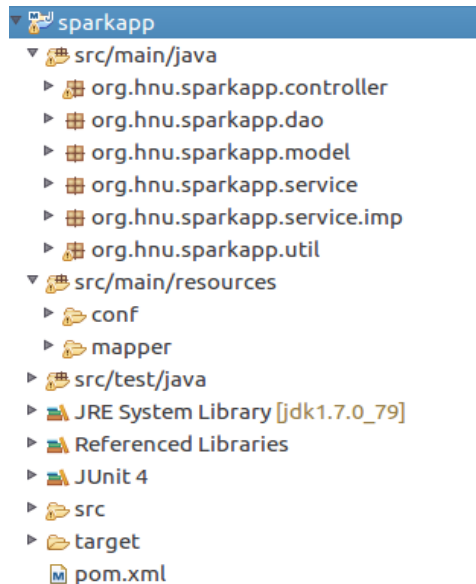 sparkapp
src/main/java
org.hnu.sparkapp.controller
org.hnu.sparkapp.dao
org.hnu.sparkapp.model
org.hnu.sparkapp.service
org.hnu.sparkapp.service.imp
org.hnu.sparkapp.util
src/main/resources
conf
mapper
src/test/java
JRE System Library [jdk1.7.0_79]
Referenced Libraries
JUnit 4
src
target
pom.xml